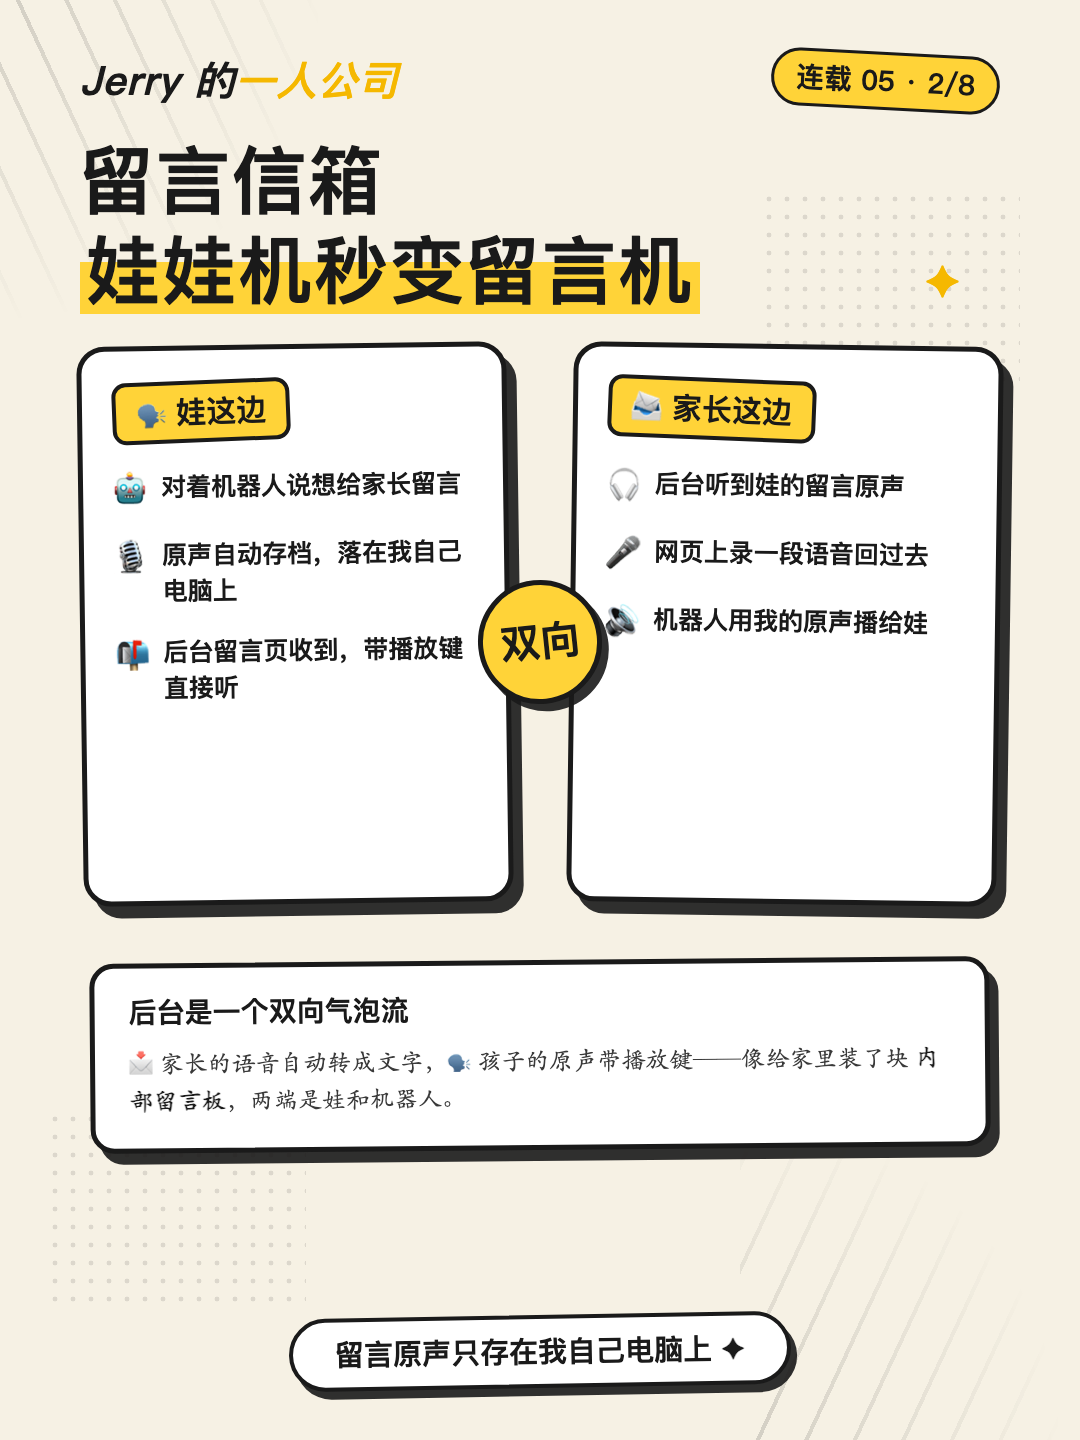 Jerry 的一人公司
连载 05 · 2/8
留言信箱
娃娃机秒变留言机
🗣️ 娃这边
🤖 对着机器人说想给家长留言
🎙️ 原声自动存档，落在我自己
电脑上
📬 后台留言页收到，带播放键
直接听
双向
📨 家长这边
🎧 后台听到娃的留言原声
🎤 网页上录一段语音回过去
🔊 机器人用我的原声播给娃
后台是一个双向气泡流
📩 家长的语音自动转成文字，🗣️ 孩子的原声带播放键——像给家里装了块 内
部留言板，两端是娃和机器人。
留言原声只存在我自己电脑上 ✦